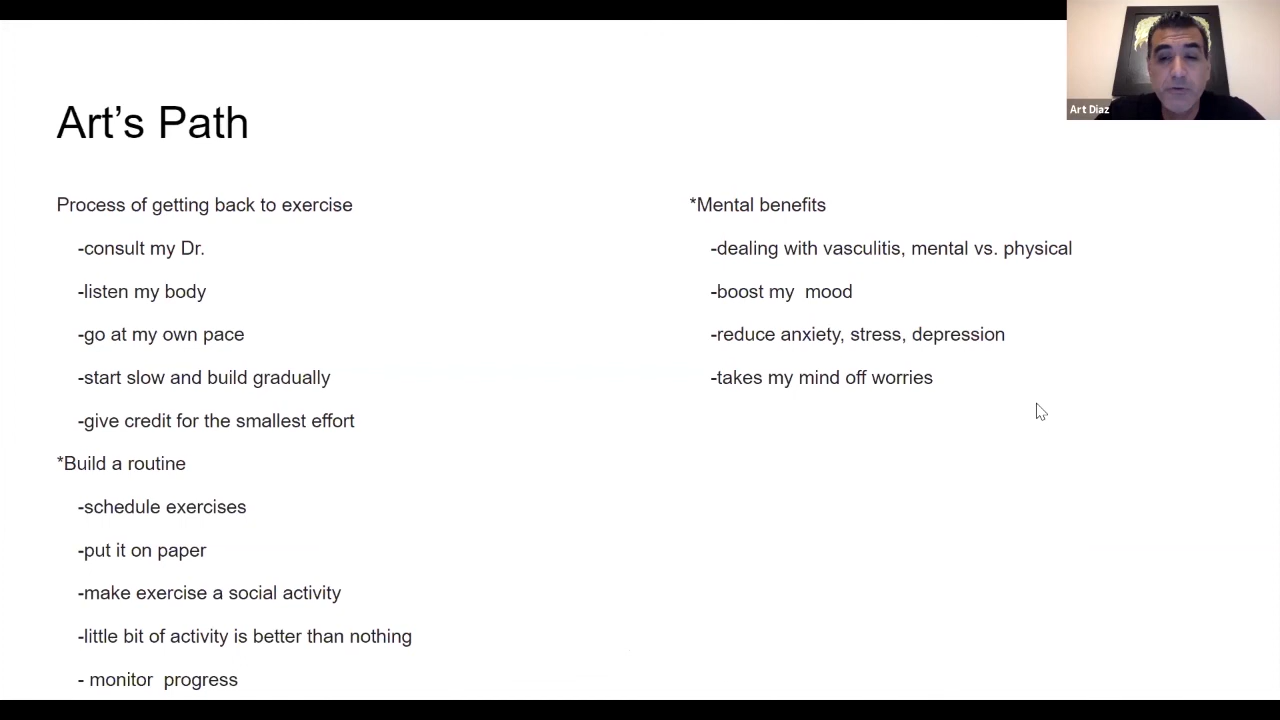 Art Diaz
Art’s Path
Process of getting back to exercise
-consult my Dr.
-listen my body
-go at my own pace
-start slow and build gradually
-give credit for the smallest effort
*Build a routine
-schedule exercises
-put it on paper
-make exercise a social activity
-little bit of activity is better than nothing
- monitor  progress
*Mental benefits
-dealing with vasculitis, mental vs. physical
-boost my  mood
-reduce anxiety, stress, depression
-takes my mind off worries